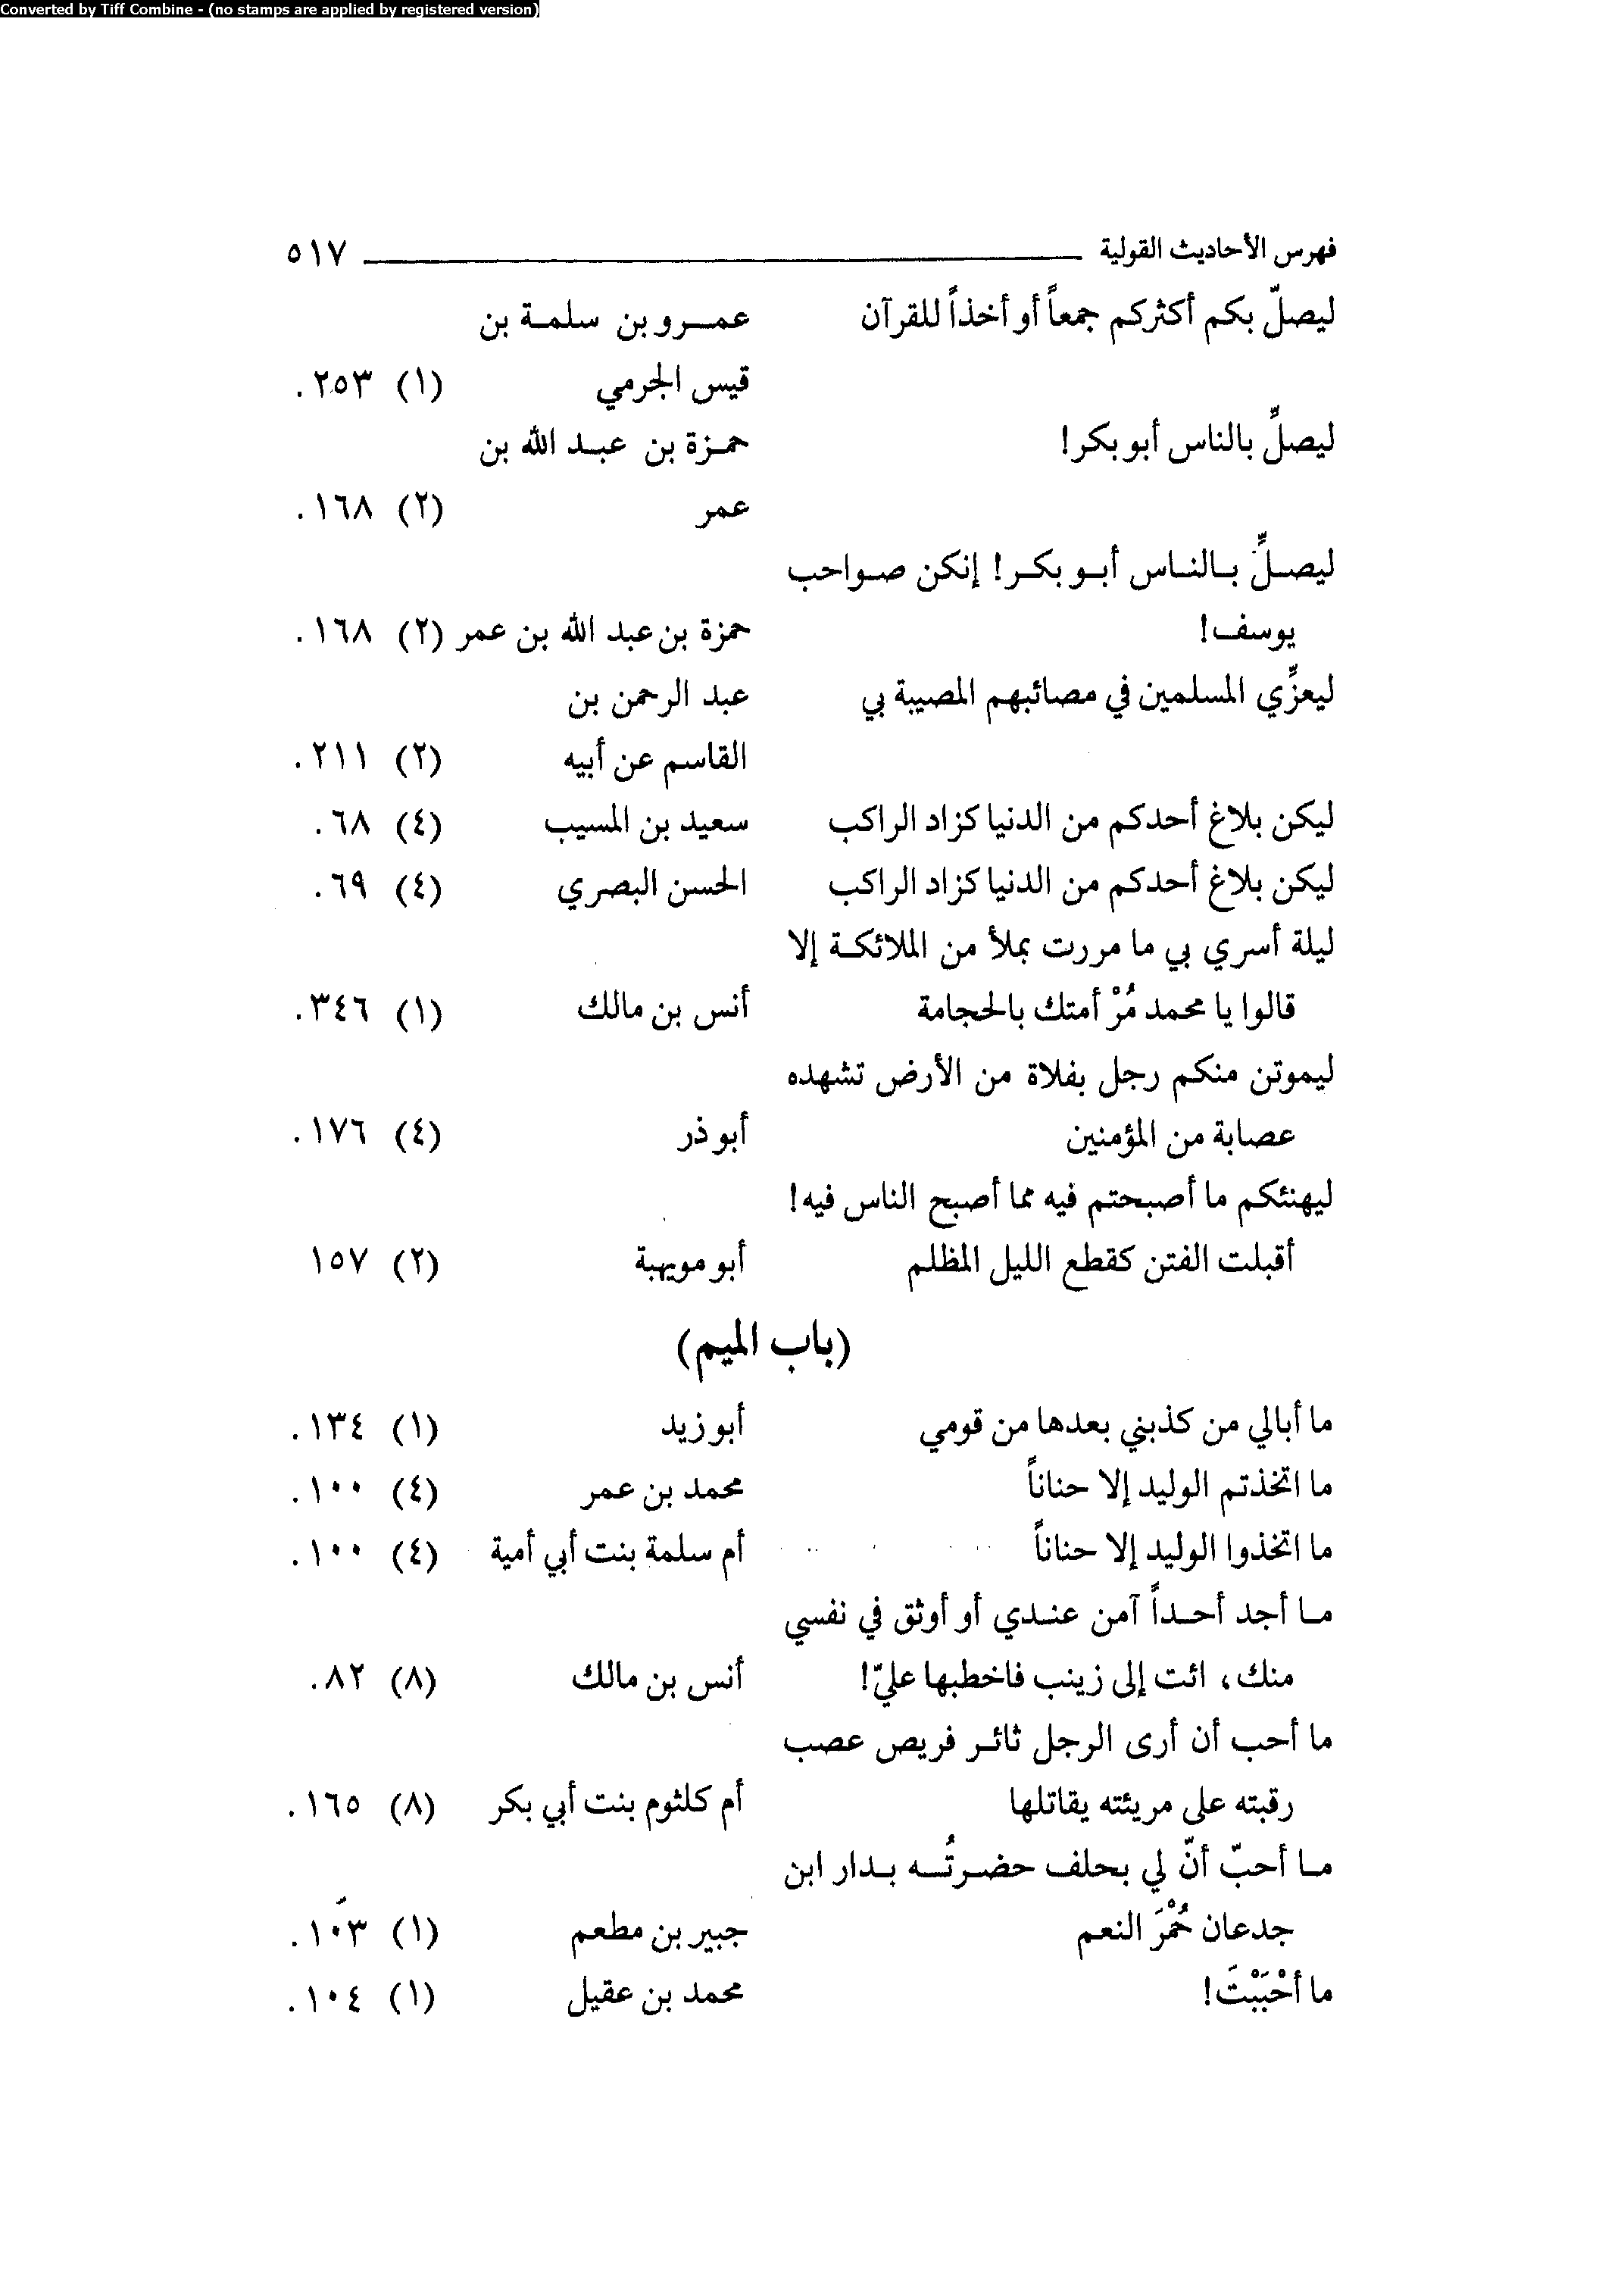 Converted by Tiff Combine - (no stamps are applied by registered version)
فهرس الأحاديث القولية ٥١٧
ليصلّ بكم أكثركم جمعاً أو أخذاً للقرآن عمرو بن سلمة بن
قيس الجرمي (١) ٢٥٣.
ليصلِّ بالناس أبو بكر! حمزة بن عبد الله بن
عمر (٢) ١٦٨.
ليصلِّ بالناس أبو بكر! إنكن صواحب
يوسف! حمزة بن عبد الله بن عمر (٢) ١٦٨.
ليعزِّي المسلمين في مصائبهم المصيبة بي عبد الرحمن بن
القاسم عن أبيه (٢) ٢١١.
ليكن بلاغ أحدكم من الدنيا كزاد الراكب سعيد بن المسيب (٤) ٦٨.
ليكن بلاغ أحدكم من الدنيا كزاد الراكب الحسن البصري (٤) ٦٩.
ليلة أسري بي ما مررت بملأ من الملائكة إلا
قالوا يا محمد مُرْ أمتك بالحجامة أنس بن مالك (١) ٣٤٦.
ليموتن منكم رجل بفلاة من الأرض تشهده
عصابة من المؤمنين أبو ذر (٤) ١٧٦.
ليهنئكم ما أصبحتم فيه مما أصبح الناس فيه!
أقبلت الفتن كقطع الليل المظلم أبو مويهبة (٢) ١٥٧
(باب الميم)
ما أبالي من كذبني بعدها من قومي أبو زيد (١) ١٣٤.
ما اتخذتم الوليد إلا حناناً محمد بن عمر (٤) ١٠٠.
ما اتخذوا الوليد إلا حناناً أم سلمة بنت أبي أمية (٤) ١٠٠.
ما أجد أحداً آمن عندي أو أوثق في نفسي
منك، ائت إلى زينب فاخطبها عليّ! أنس بن مالك (٨) ٨٢.
ما أحب أن أرى الرجل ثائر فريص عصب
رقبته على مريئته يقاتلها أم كلثوم بنت أبي بكر (٨) ١٦٥.
ما أحبّ أنّ لي بحلف حضرتُه بدار ابن
جدعان حُمْرَ النعم جبير بن مطعم (١) ١٠٣.
ما أحْبَبْتَ! محمد بن عقيل (١) ١٠٤.